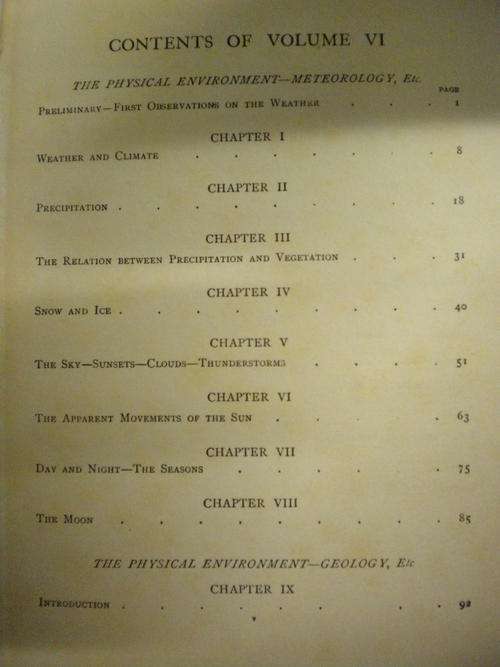 CONTENTS OF VOLUME VI
THE PHYSICAL ENVIRONMENT—METEOROLOGY, Etc.
PAGE
Preliminary—First Observations on the Weather . . . 1
CHAPTER I
Weather and Climate . . . . . . 8
CHAPTER II
Precipitation . . . . . . . . 18
CHAPTER III
The Relation between Precipitation and Vegetation . . . 31
CHAPTER IV
Snow and Ice . . . . . . . . 40
CHAPTER V
The Sky—Sunsets—Clouds—Thunderstorms . . . . 51
CHAPTER VI
The Apparent Movements of the Sun . . . . 63
CHAPTER VII
Day and Night—The Seasons . . . . . 75
CHAPTER VIII
The Moon . . . . . . . . . 85
THE PHYSICAL ENVIRONMENT—GEOLOGY, Etc
CHAPTER IX
Introduction . . . . . . . . 92
v